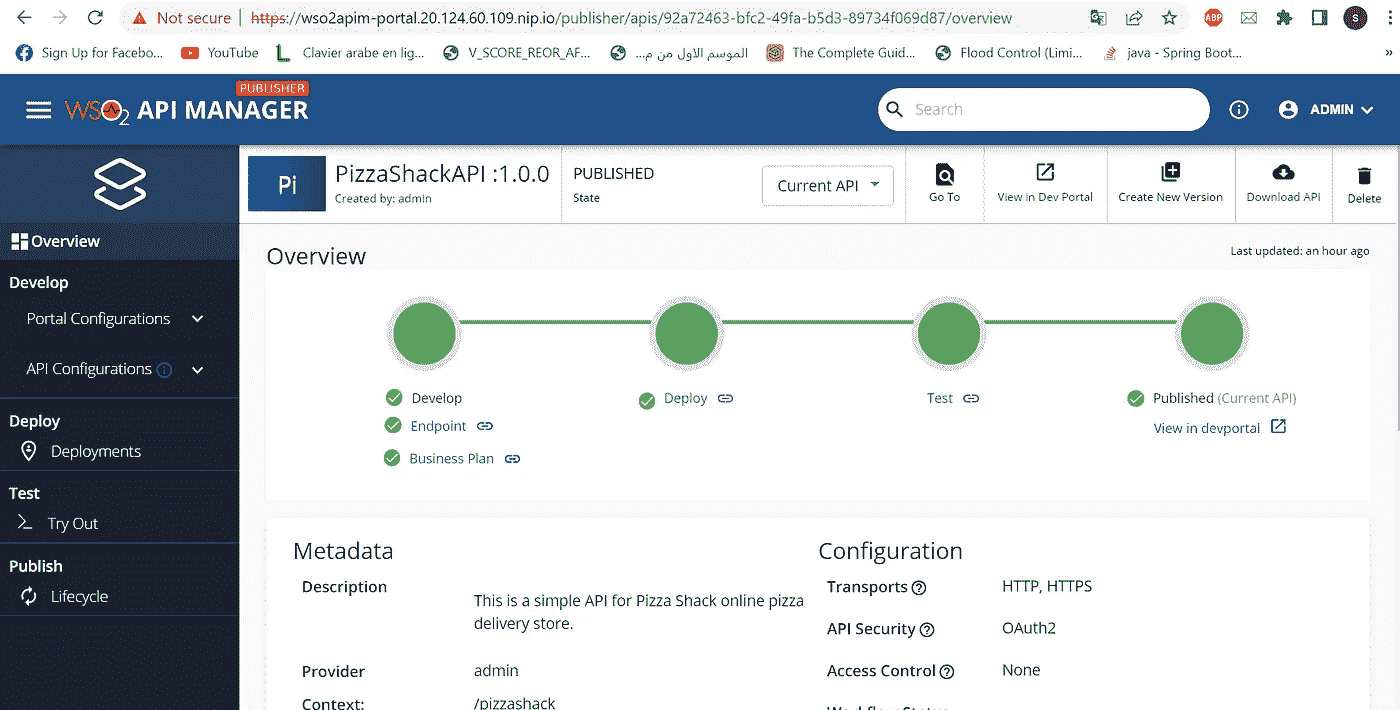 Not secure | https://wso2apim-portal.20.124.60.109.nip.io/publisher/apis/92a72463-bfc2-49fa-b5d3-89734f069d87/overview ABP S
Sign Up for Facebo... YouTube Clavier arabe en lig... V_SCORE_REOR_AF... الموسم الاول من م... The Complete Guid... Flood Control (Limi... java - Spring Boot... »
PUBLISHER
WSO2 API MANAGER Search ADMIN
Pi PizzaShackAPI :1.0.0
Created by: admin
PUBLISHED
State
Current API
Go To
View in Dev Portal
Create New Version
Download API
Delete
Overview
Develop
Portal Configurations
API Configurations
Deploy
Deployments
Test
Try Out
Publish
Lifecycle
Overview Last updated: an hour ago
Develop
Endpoint
Business Plan
Deploy
Test
Published (Current API)
View in devportal
Metadata
Description This is a simple API for Pizza Shack online pizza
delivery store.
Provider admin
Context: /pizzashack
Configuration
Transports HTTP, HTTPS
API Security OAuth2
Access Control None
Workflow Status